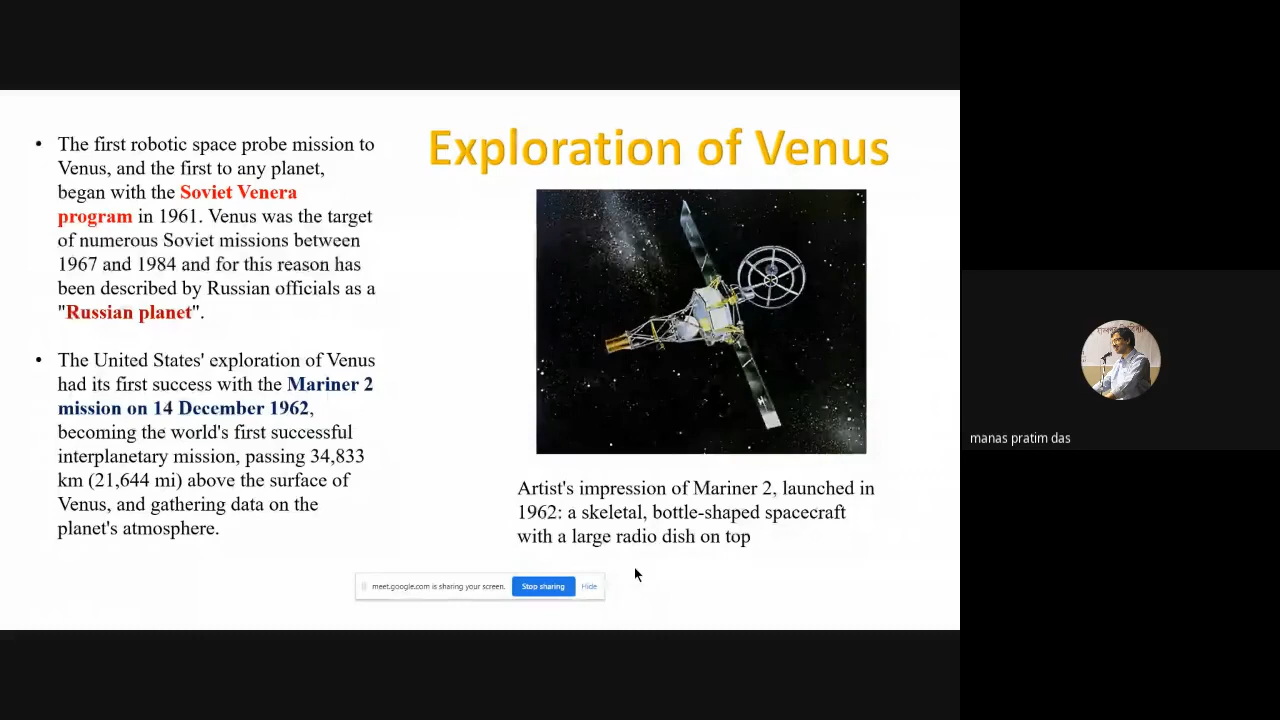 Exploration of Venus
• The first robotic space probe mission to
Venus, and the first to any planet,
began with the Soviet Venera
program in 1961. Venus was the target
of numerous Soviet missions between
1967 and 1984 and for this reason has
been described by Russian officials as a
"Russian planet".
• The United States' exploration of Venus
had its first success with the Mariner 2
mission on 14 December 1962,
becoming the world's first successful
interplanetary mission, passing 34,833
km (21,644 mi) above the surface of
Venus, and gathering data on the
planet's atmosphere.
Artist's impression of Mariner 2, launched in
1962: a skeletal, bottle-shaped spacecraft
with a large radio dish on top
meet.google.com is sharing your screen. Stop sharing Hide
manas pratim das